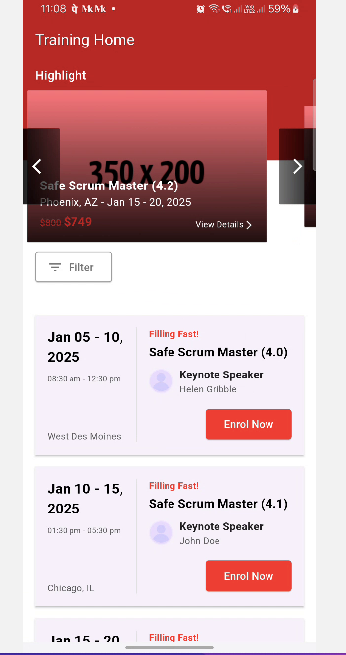 11:08
59%
Training Home
Highlight
350 x 200
Safe Scrum Master (4.2)
Phoenix, AZ - Jan 15 - 20, 2025
$749
View Details
Filter
Jan 05 - 10,
2025
08:30 am - 12:30 pm
West Des Moines
Filling Fast!
Safe Scrum Master (4.0)
Keynote Speaker
Helen Gribble
Enrol Now
Jan 10 - 15,
2025
01:30 pm - 05:30 pm
Chicago, IL
Filling Fast!
Safe Scrum Master (4.1)
Keynote Speaker
John Doe
Enrol Now
Jan 15 - 20
Filling Fast!